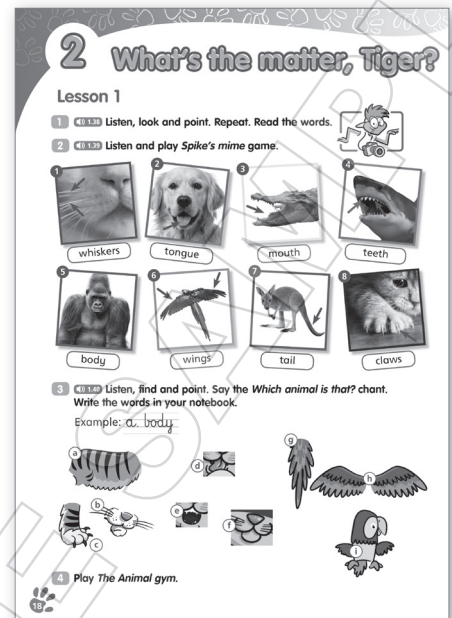 2 What's the matter, Tiger?
Lesson 1
1 1.38 Listen, look and point. Repeat. Read the words.
2 1.39 Listen and play Spike's mime game.
1
2
3
4
whiskers
tongue
mouth
teeth
5
6
7
8
body
wings
tail
claws
3 1.40 Listen, find and point. Say the Which animal is that? chant.
Write the words in your notebook.
Example: a. body
a
d
g
h
b
e
f
c
i
4 Play The Animal gym.
18
SAMPLE